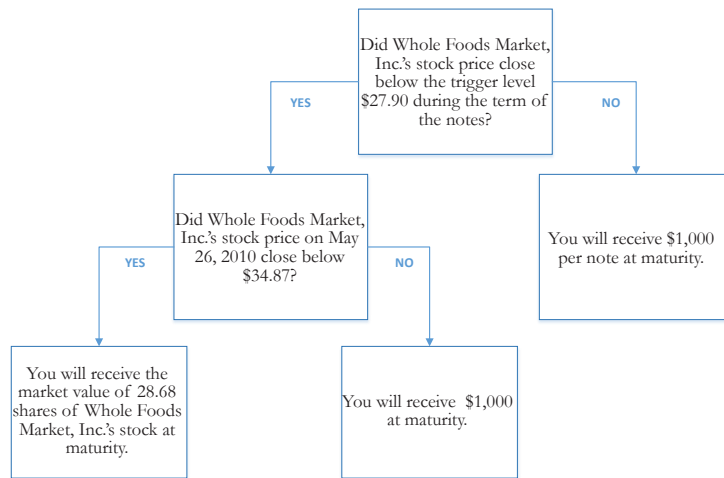 Did Whole Foods Market,
Inc.'s stock price close
below the trigger level
$27.90 during the term of
the notes?
YES
NO
Did Whole Foods Market,
Inc.'s stock price on May
26, 2010 close below
$34.87?
You will receive $1,000
per note at maturity.
YES
NO
You will receive the
market value of 28.68
shares of Whole Foods
Market, Inc.'s stock at
maturity.
You will receive $1,000
at maturity.